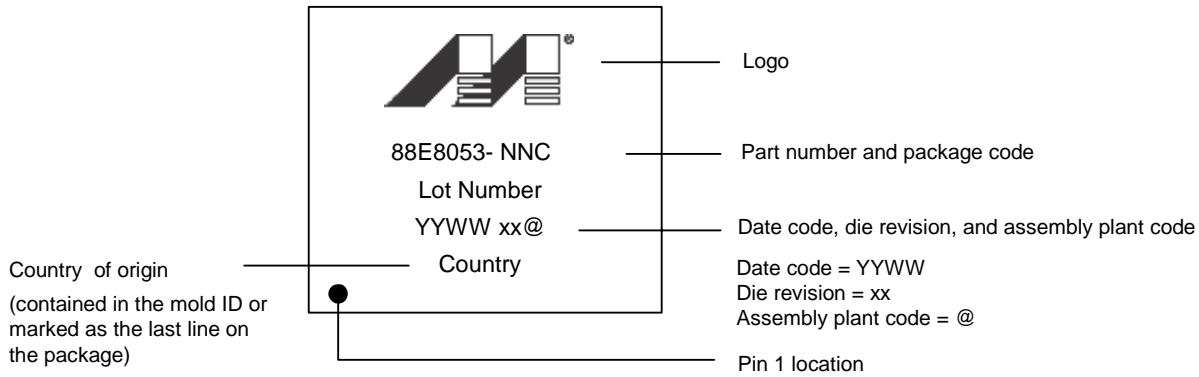 ®
Logo
88E8053- NNC
Part number and package code
Lot Number
YYWW xx@
Date code, die revision, and assembly plant code
Date code = YYWW
Die revision = xx
Assembly plant code = @
Country
Country of origin
(contained in the mold ID or
marked as the last line on
the package)
Pin 1 location